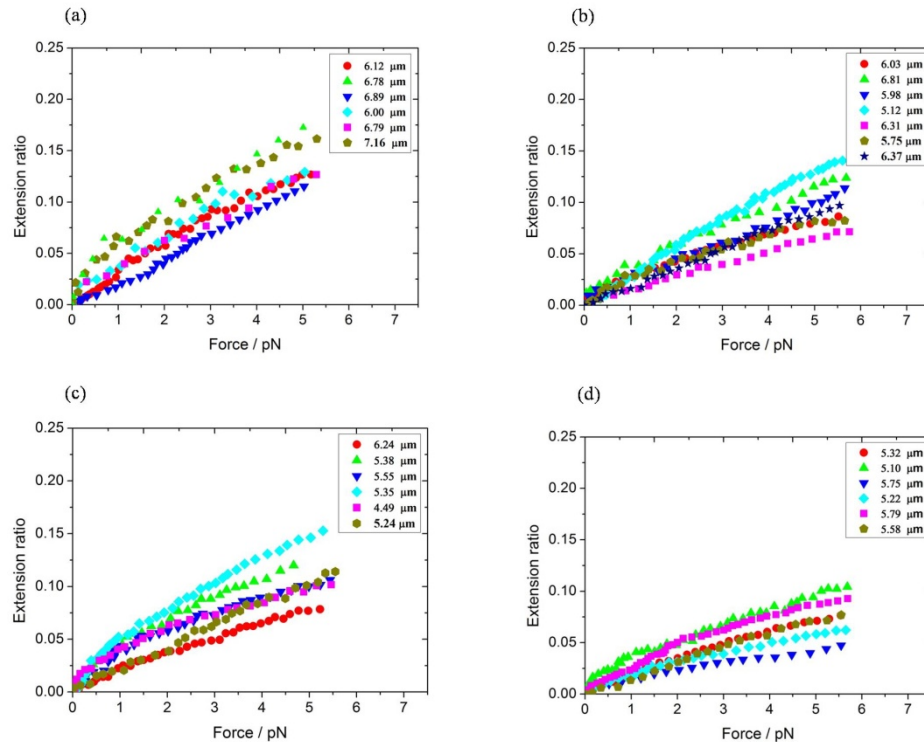 (a)
0.25
0.20
0.15
0.10
0.05
0.00
Extension ratio
0 1 2 3 4 5 6 7
Force / pN
6.12 μm
6.78 μm
6.89 μm
6.00 μm
6.79 μm
7.16 μm
(b)
0.25
0.20
0.15
0.10
0.05
0.00
Extension ratio
0 1 2 3 4 5 6 7
Force / pN
6.03 μm
6.81 μm
5.98 μm
5.12 μm
6.31 μm
5.75 μm
6.37 μm
(c)
0.25
0.20
0.15
0.10
0.05
0.00
Extension ratio
0 1 2 3 4 5 6 7
Force / pN
6.24 μm
5.38 μm
5.55 μm
5.35 μm
4.49 μm
5.24 μm
(d)
0.25
0.20
0.15
0.10
0.05
0.00
Extension ratio
0 1 2 3 4 5 6 7
Force / pN
5.32 μm
5.10 μm
5.75 μm
5.22 μm
5.79 μm
5.58 μm